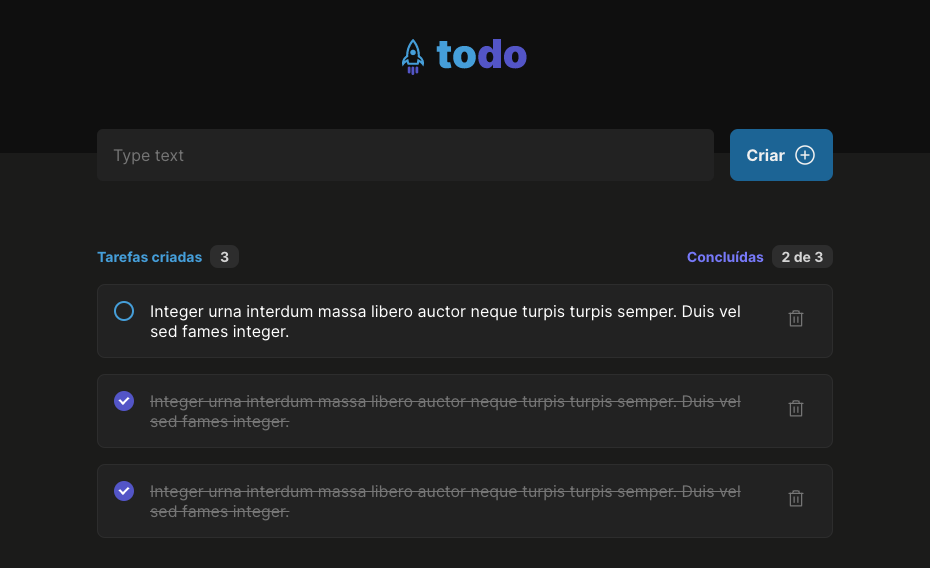 todo
Type text
Criar
Tarefas criadas 3
Concluídas 2 de 3
Integer urna interdum massa libero auctor neque turpis turpis semper. Duis vel
sed fames integer.
Integer urna interdum massa libero auctor neque turpis turpis semper. Duis vel
sed fames integer.
Integer urna interdum massa libero auctor neque turpis turpis semper. Duis vel
sed fames integer.